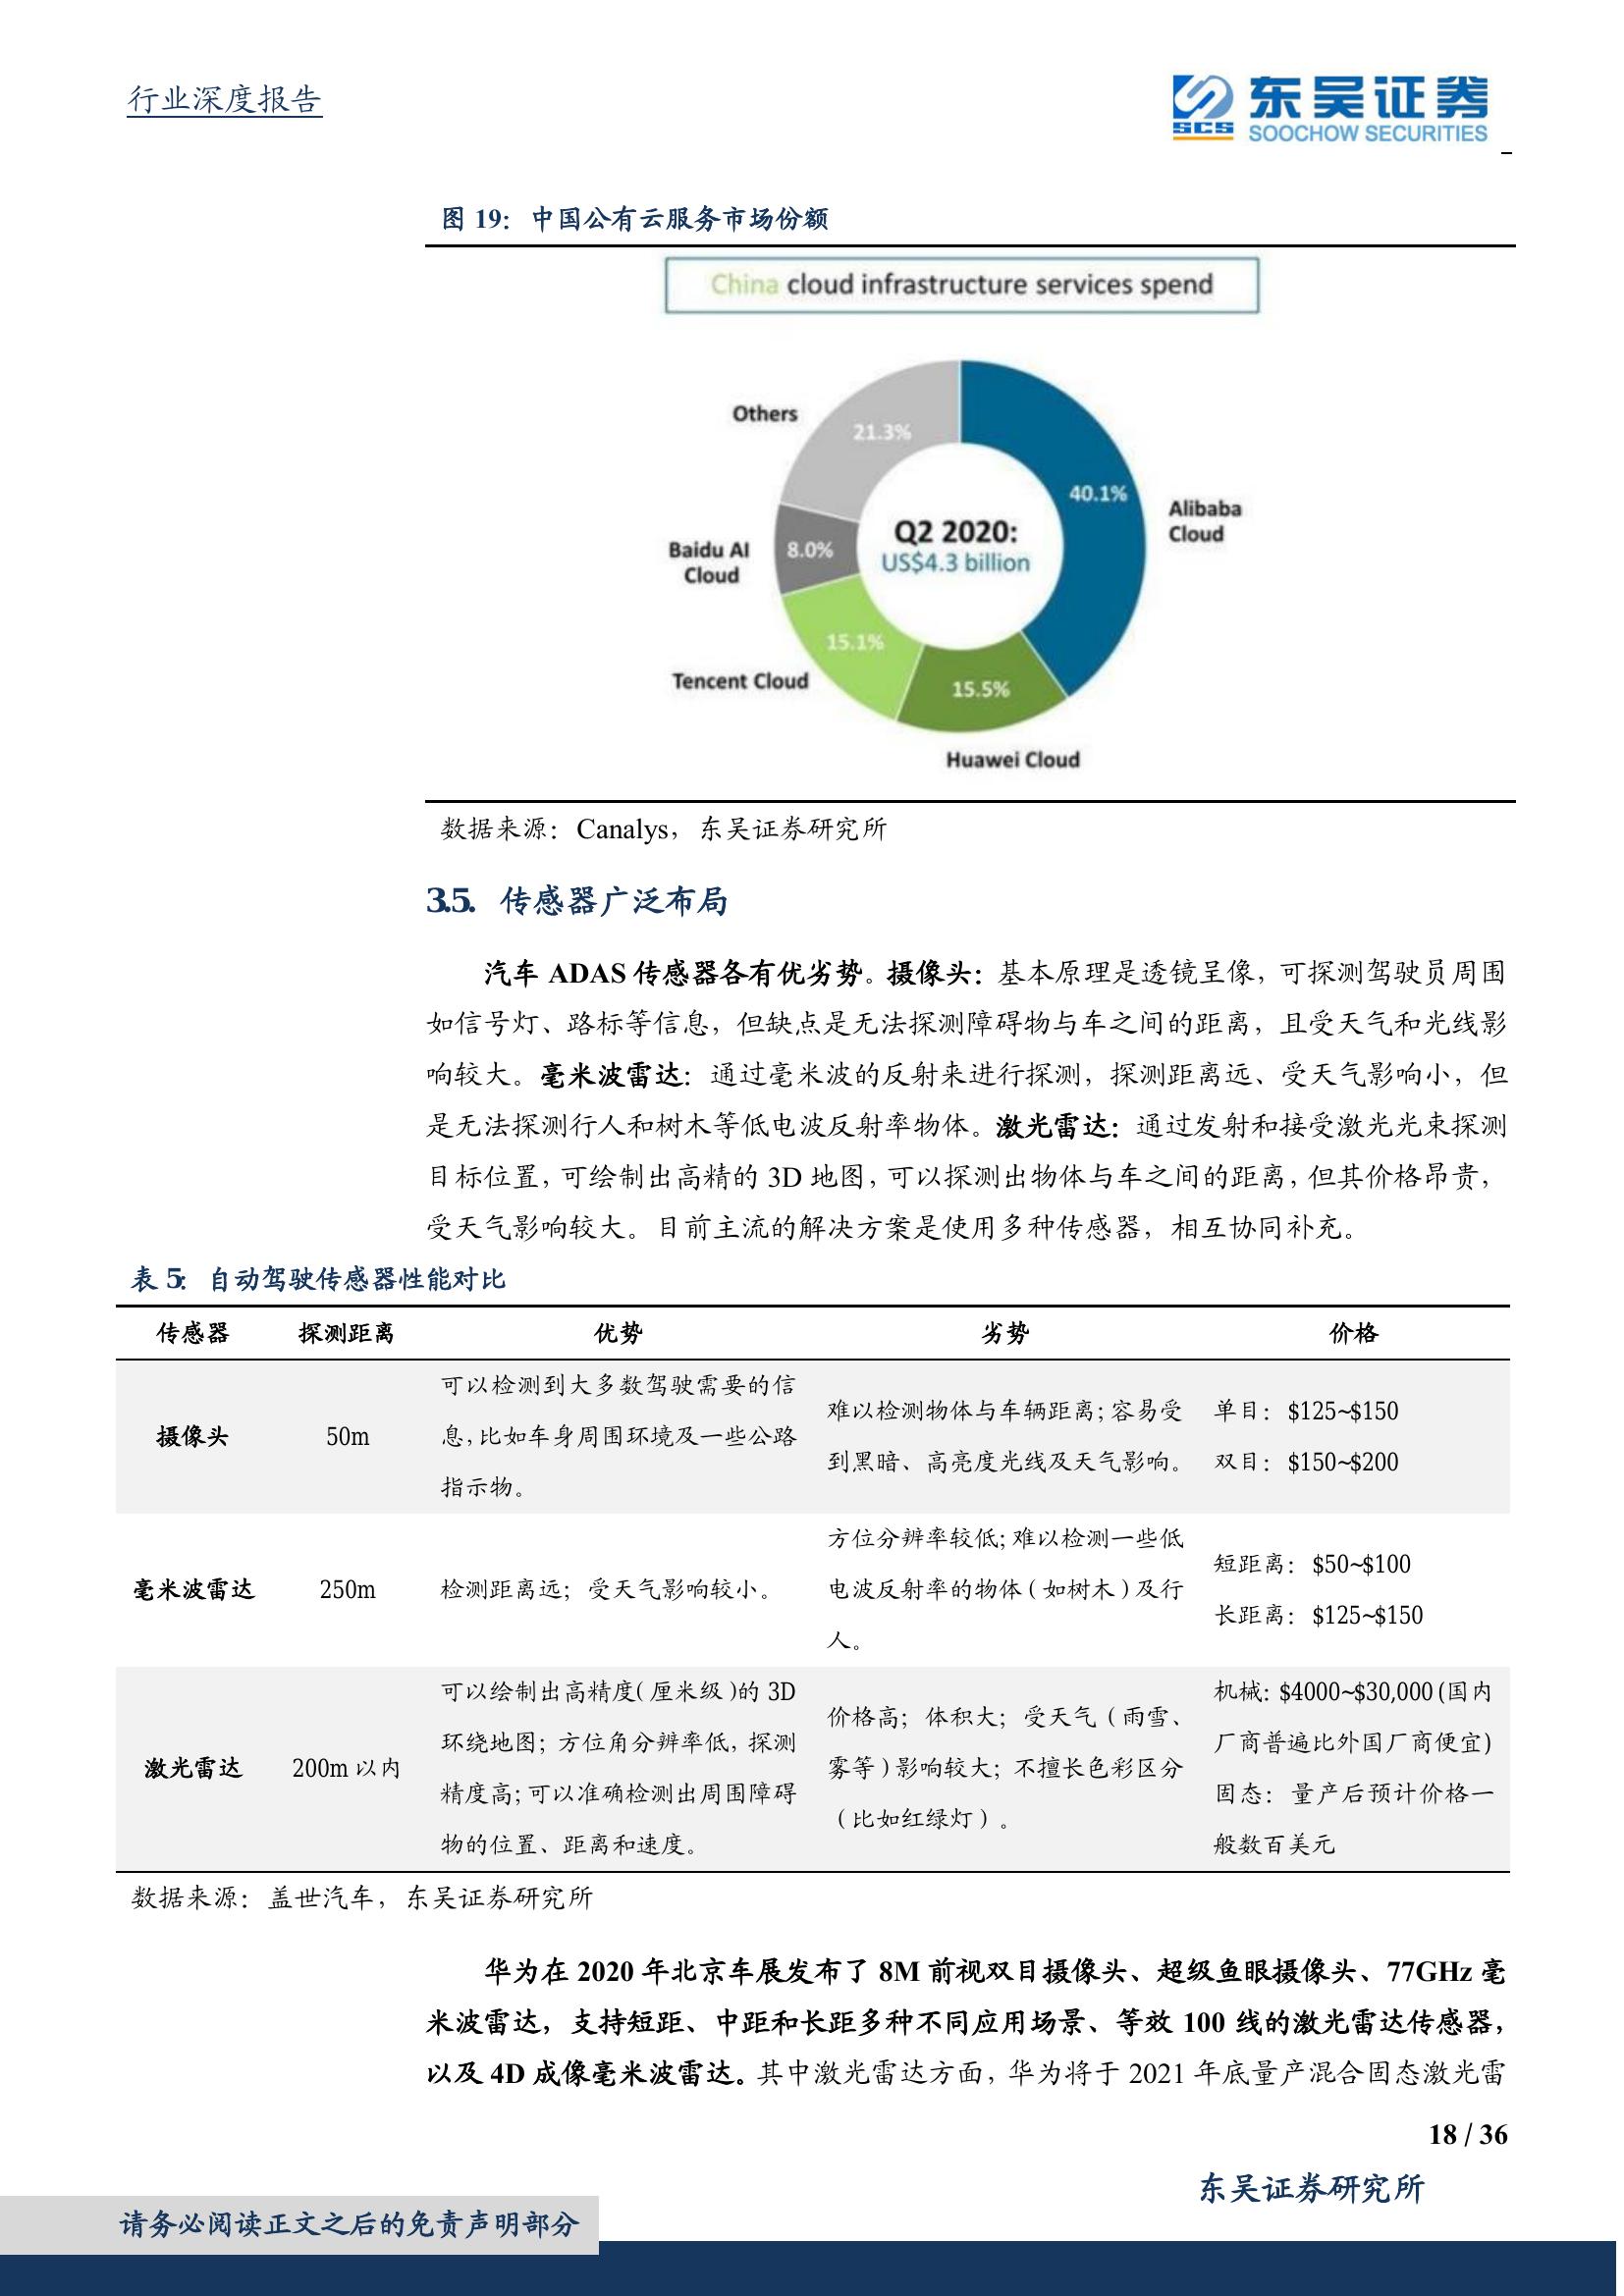 行业深度报告
SCS 东吴证券
SOOCHOW SECURITIES
图 19： 中国公有云服务市场份额
China cloud infrastructure services spend
Others
21.3%
40.1%
Alibaba
Cloud
Q2 2020:
US$4.3 billion
Baidu AI
Cloud
8.0%
15.1%
Tencent Cloud
15.5%
Huawei Cloud
数据来源：Canalys，东吴证券研究所
3.5. 传感器广泛布局
汽车 ADAS 传感器各有优劣势。摄像头：基本原理是透镜呈像，可探测驾驶员周围
如信号灯、路标等信息，但缺点是无法探测障碍物与车之间的距离，且受天气和光线影
响较大。毫米波雷达：通过毫米波的反射来进行探测，探测距离远、受天气影响小，但
是无法探测行人和树木等低电波反射率物体。激光雷达：通过发射和接受激光光束探测
目标位置，可绘制出高精的 3D 地图，可以探测出物体与车之间的距离，但其价格昂贵，
受天气影响较大。目前主流的解决方案是使用多种传感器，相互协同补充。
表 5： 自动驾驶传感器性能对比
传感器 探测距离 优势 劣势 价格
可以检测到大多数驾驶需要的信
息，比如车身周围环境及一些公路
指示物。
摄像头 50m
难以检测物体与车辆距离；容易受
到黑暗、高亮度光线及天气影响。
单目：$125~$150
双目：$150~$200
毫米波雷达 250m 检测距离远；受天气影响较小。
方位分辨率较低；难以检测一些低
电波反射率的物体（如树木）及行
人。
短距离：$50~$100
长距离：$125~$150
激光雷达 200m 以内
可以绘制出高精度（厘米级）的 3D
环绕地图；方位角分辨率低，探测
精度高；可以准确检测出周围障碍
物的位置、距离和速度。
价格高；体积大；受天气（雨雪、
雾等）影响较大；不擅长色彩区分
（比如红绿灯）。
机械：$4000~$30,000（国内
厂商普遍比外国厂商便宜）
固态：量产后预计价格一
般数百美元
数据来源：盖世汽车，东吴证券研究所
华为在 2020 年北京车展发布了 8M 前视双目摄像头、超级鱼眼摄像头、77GHz 毫
米波雷达，支持短距、中距和长距多种不同应用场景、等效 100 线的激光雷达传感器，
以及 4D 成像毫米波雷达。其中激光雷达方面，华为将于 2021 年底量产混合固态激光雷
18 / 36
东吴证券研究所
请务必阅读正文之后的免责声明部分